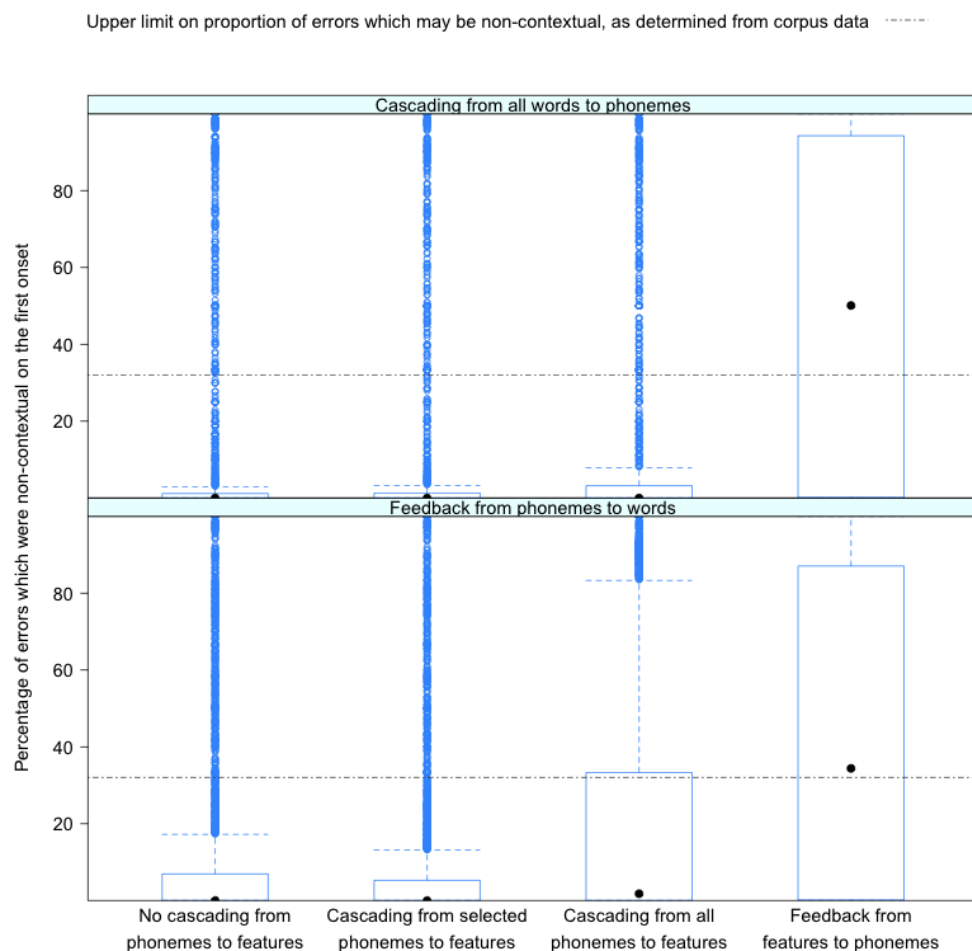 Upper limit on proportion of errors which may be non-contextual, as determined from corpus data
Cascading from all words to phonemes
80
60
40
20
Feedback from phonemes to words
80
60
40
20
Percentage of errors which were non-contextual on the first onset
No cascading from
phonemes to features
Cascading from selected
phonemes to features
Cascading from all
phonemes to features
Feedback from
features to phonemes